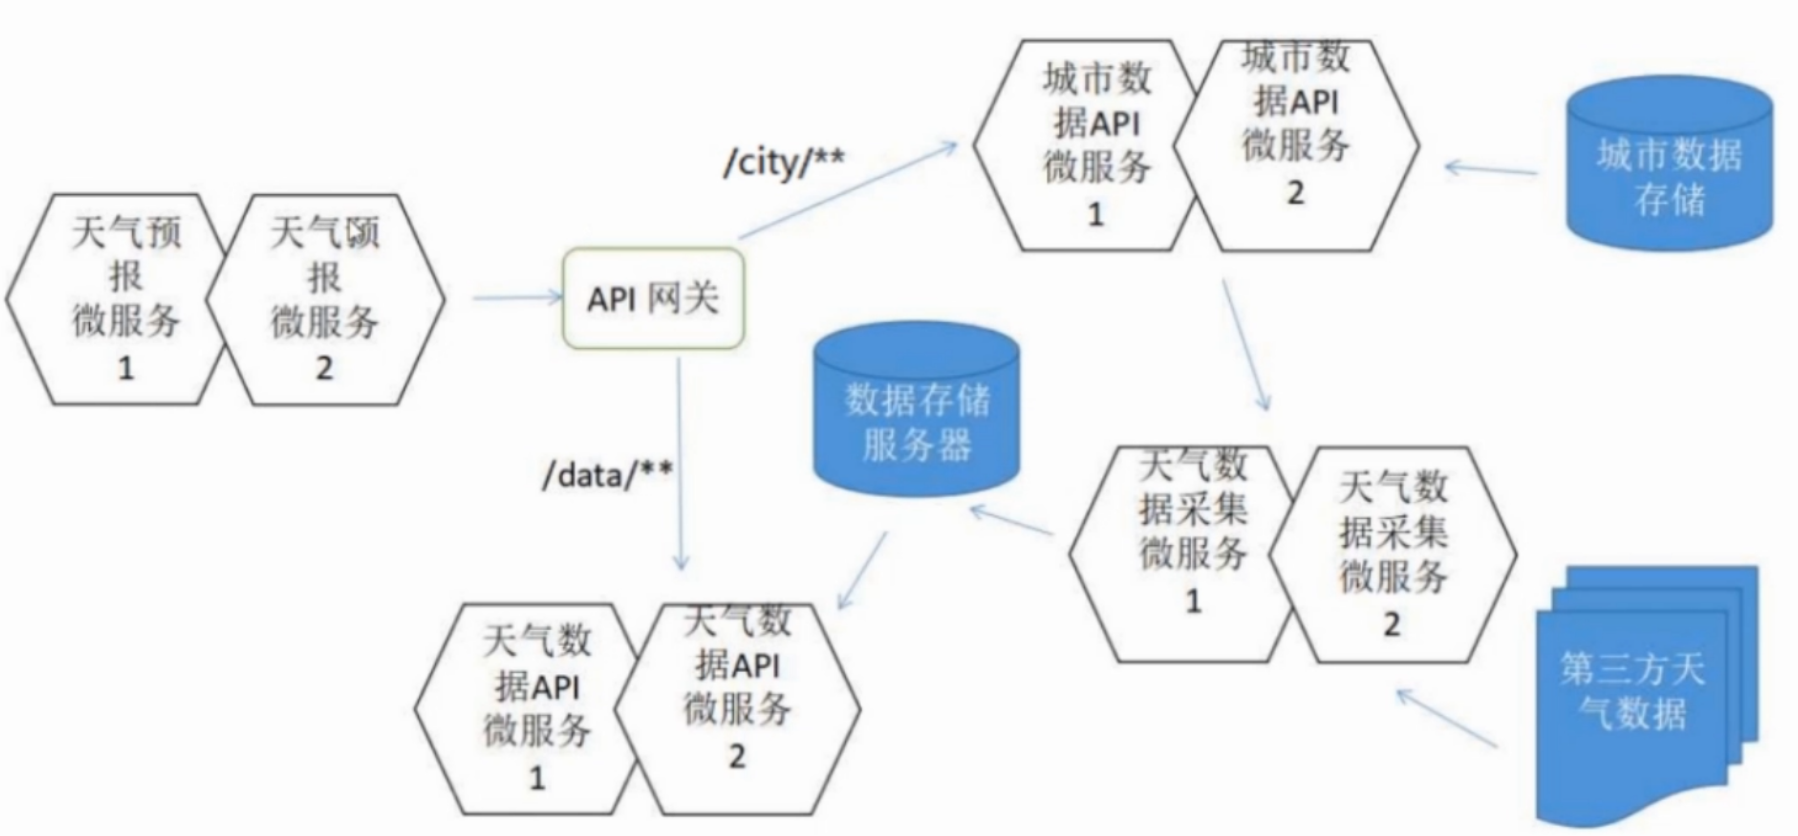 天气预
报
微服务
1
天气预
报
微服务
2
API 网关
/city/**
/data/**
城市数
据API
微服务
1
城市数
据API
微服务
2
城市数据
存储
数据存储
服务器
天气数
据采集
微服务
1
天气数
据采集
微服务
2
第三方天
气数据
天气数
据API
微服务
1
天气数
据API
微服务
2